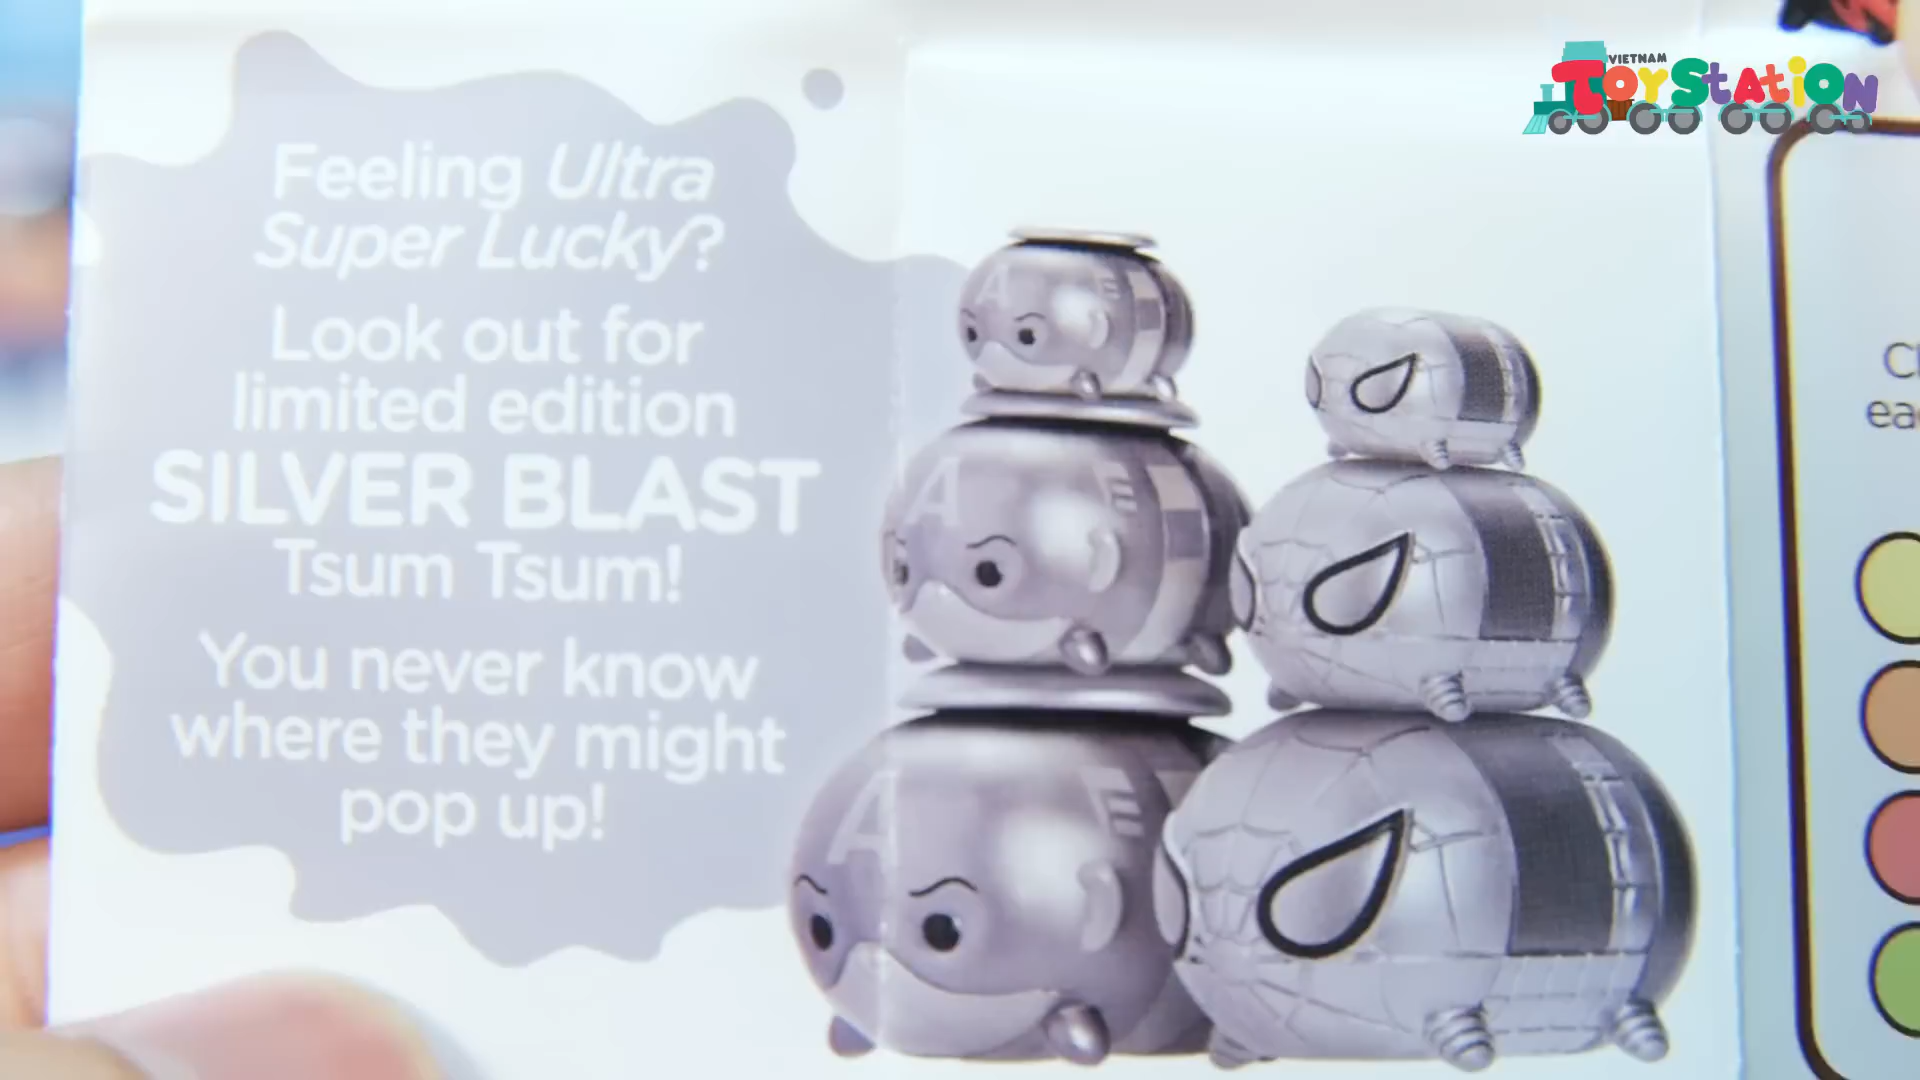 VIETNAM
ToyStation
Feeling Ultra
Super Lucky?
Look out for
limited edition
SILVER BLAST
Tsum Tsum!
You never know
where they might
pop up!
A
A
A